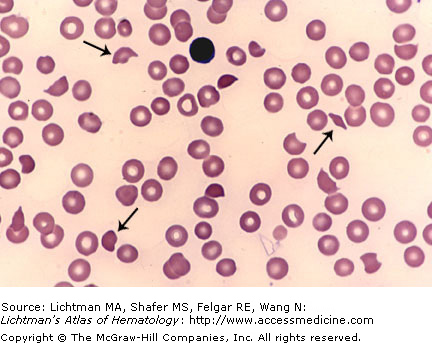 Source: Lichtman MA, Shafer MS, Felgar RE, Wang N:
Lichtman's Atlas of Hematology: http://www.accessmedicine.com
Copyright © The McGraw-Hill Companies, Inc. All rights reserved.